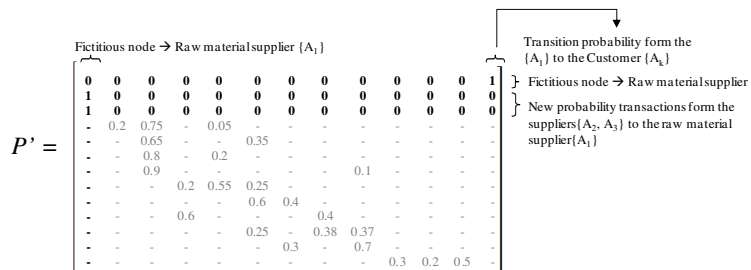 Transition probability form the
{A1} to the Customer {Ak}
Fictitious node → Raw material supplier {A1}
Fictitious node → Raw material supplier
New probability transactions form the
suppliers{A2, A3} to the raw material
supplier{A1}
P' =
0 0 0 0 0 0 0 0 0 0 0 0 1
1 0 0 0 0 0 0 0 0 0 0 0 0
1 0 0 0 0 0 0 0 0 0 0 0 0
- 0.2 0.75 - 0.05 - - - - - - - -
- - 0.65 - - 0.35 - - - - - - -
- - 0.8 - 0.2 - - - - - - - -
- - 0.9 - - - - - 0.1 - - - -
- - - 0.2 0.55 0.25 - - - - - - -
- - - - - 0.6 0.4 - - - - - -
- - - 0.6 - - - 0.4 - - - - -
- - - - - 0.25 - 0.38 0.37 - - - -
- - - - - - 0.3 - 0.7 - - - -
- - - - - - - - - 0.3 0.2 0.5 -